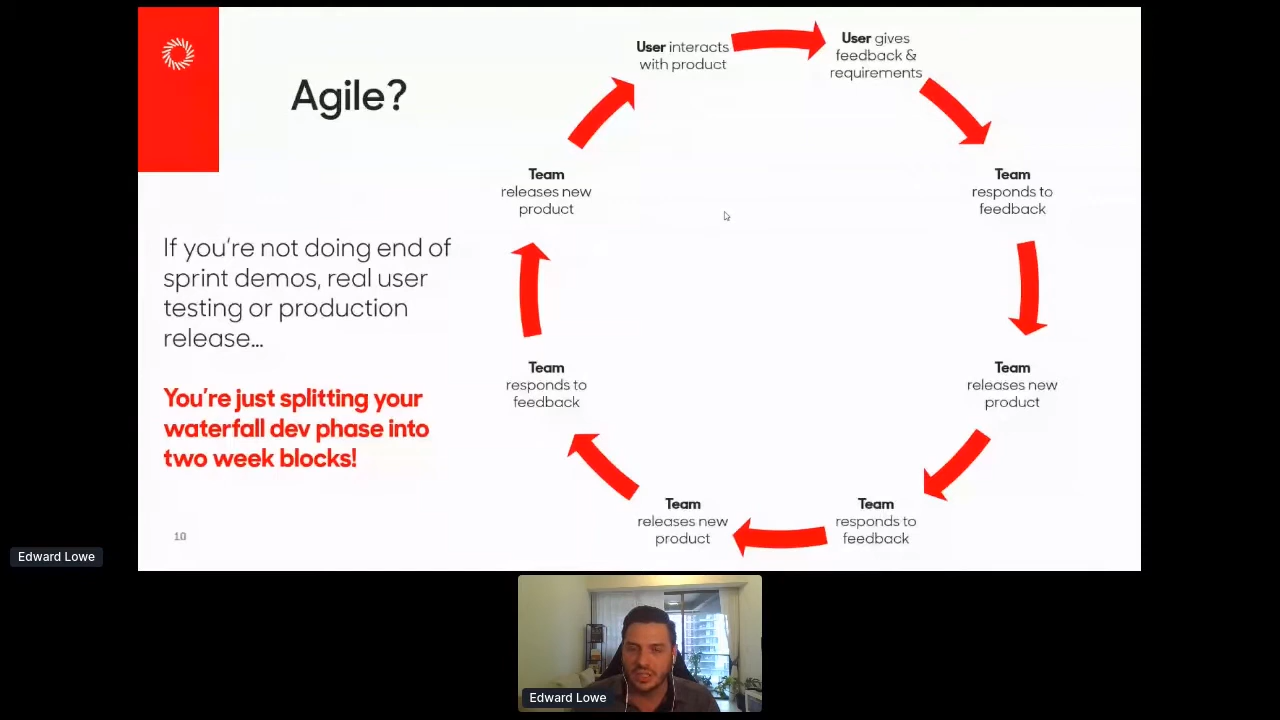 Agile?
If you're not doing end of
sprint demos, real user
testing or production
release...
You're just splitting your
waterfall dev phase into
two week blocks!
10
User interacts
with product
User gives
feedback &
requirements
Team
responds to
feedback
Team
releases new
product
Team
responds to
feedback
Team
releases new
product
Team
responds to
feedback
Team
releases new
product
Edward Lowe
Edward Lowe